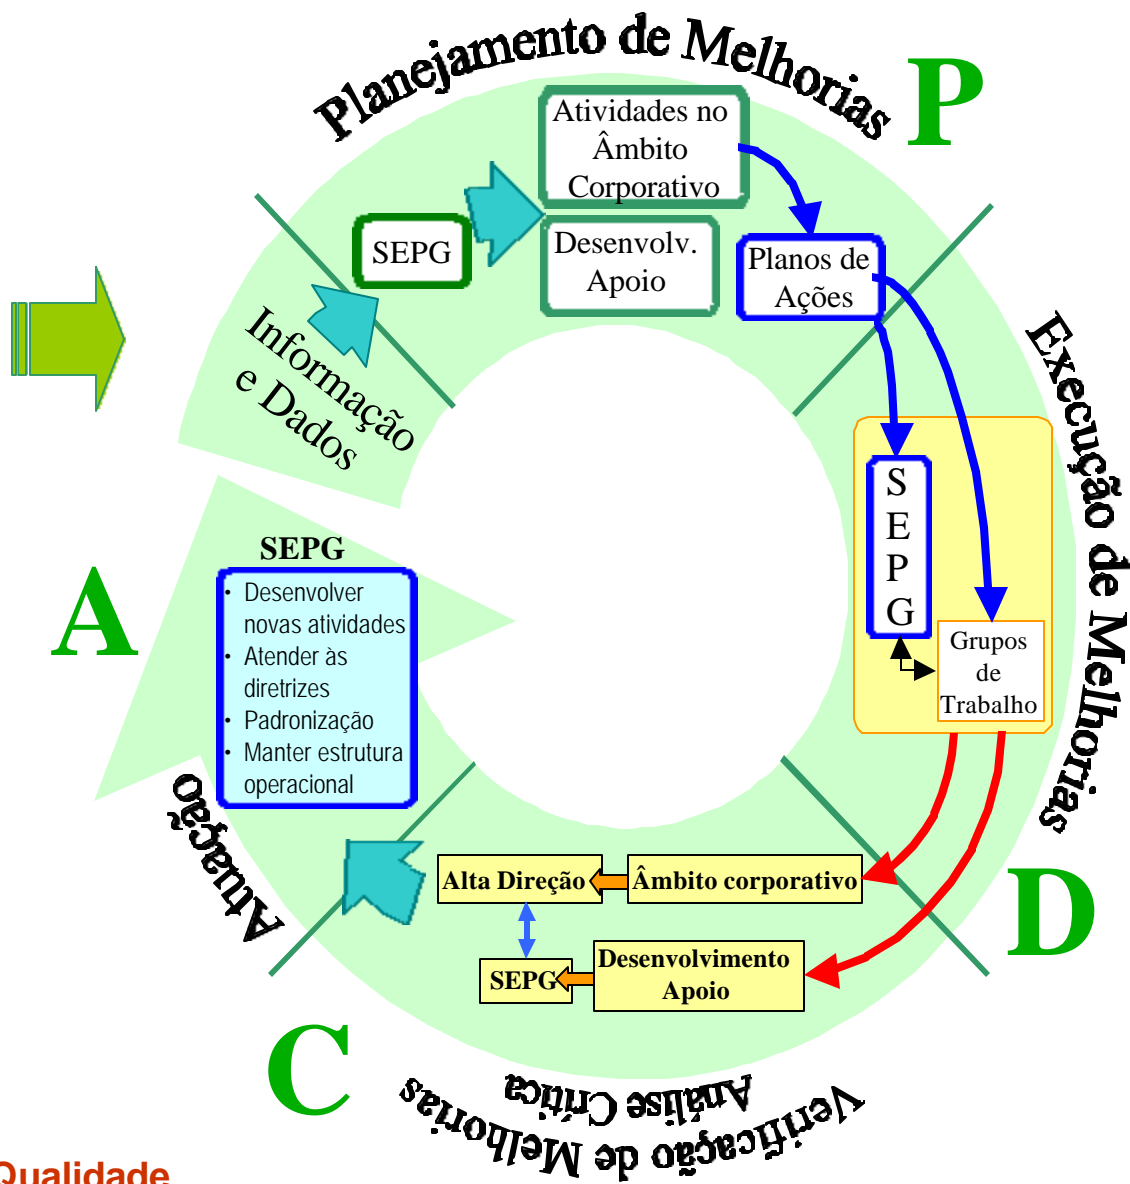 Planejamento de Melhorias
P
Atividades no
Âmbito
Corporativo
SEPG
Desenvolv.
Apoio
Planos de
Ações
Informação
e Dados
Execução de Melhorias
S
E
P
G
Grupos
de
Trabalho
D
A
SEPG
• Desenvolver
novas atividades
• Atender às
diretrizes
• Padronização
• Manter estrutura
operacional
Atuação
Alta Direção
Âmbito corporativo
SEPG
Desenvolvimento
Apoio
C
Análise Crítica
Verificação de Melhorias
Qualidade